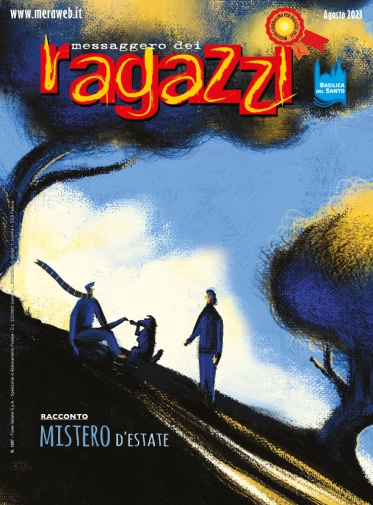 www.meraweb.it
Agosto 2023
messaggero dei
ragazzi
BASILICA
DEL SANTO
RACCONTO
MISTERO D'ESTATE